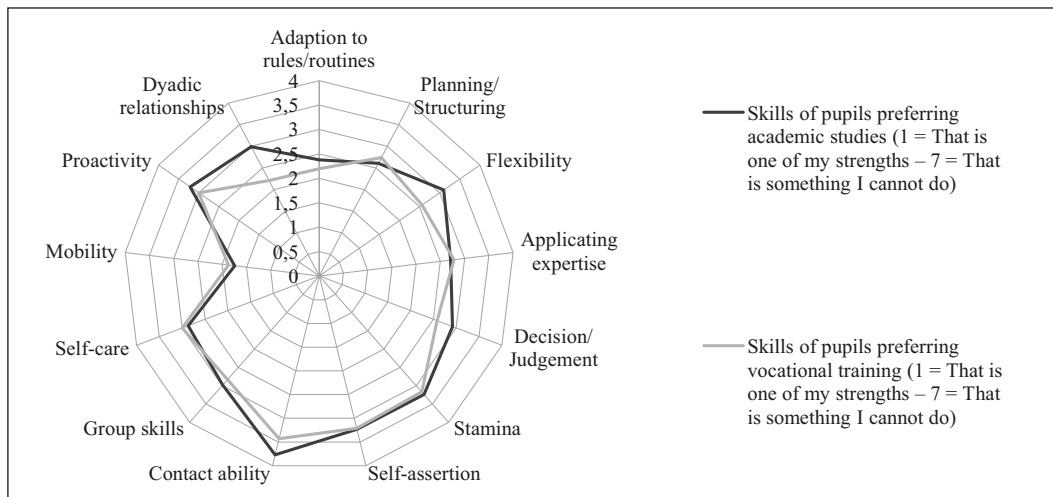 Adaption to
rules/routines
Planning/
Structuring
Flexibility
Applicating
expertise
Decision/
Judgement
Stamina
Self-assertion
Contact ability
Group skills
Self-care
Mobility
Proactivity
Dyadic
relationships
4
3,5
3
2,5
2
1,5
1
0,5
0
Skills of pupils preferring
academic studies (1 = That is
one of my strengths – 7 = That
is something I cannot do)
Skills of pupils preferring
vocational training (1 = That is
one of my strengths – 7 = That
is something I cannot do)